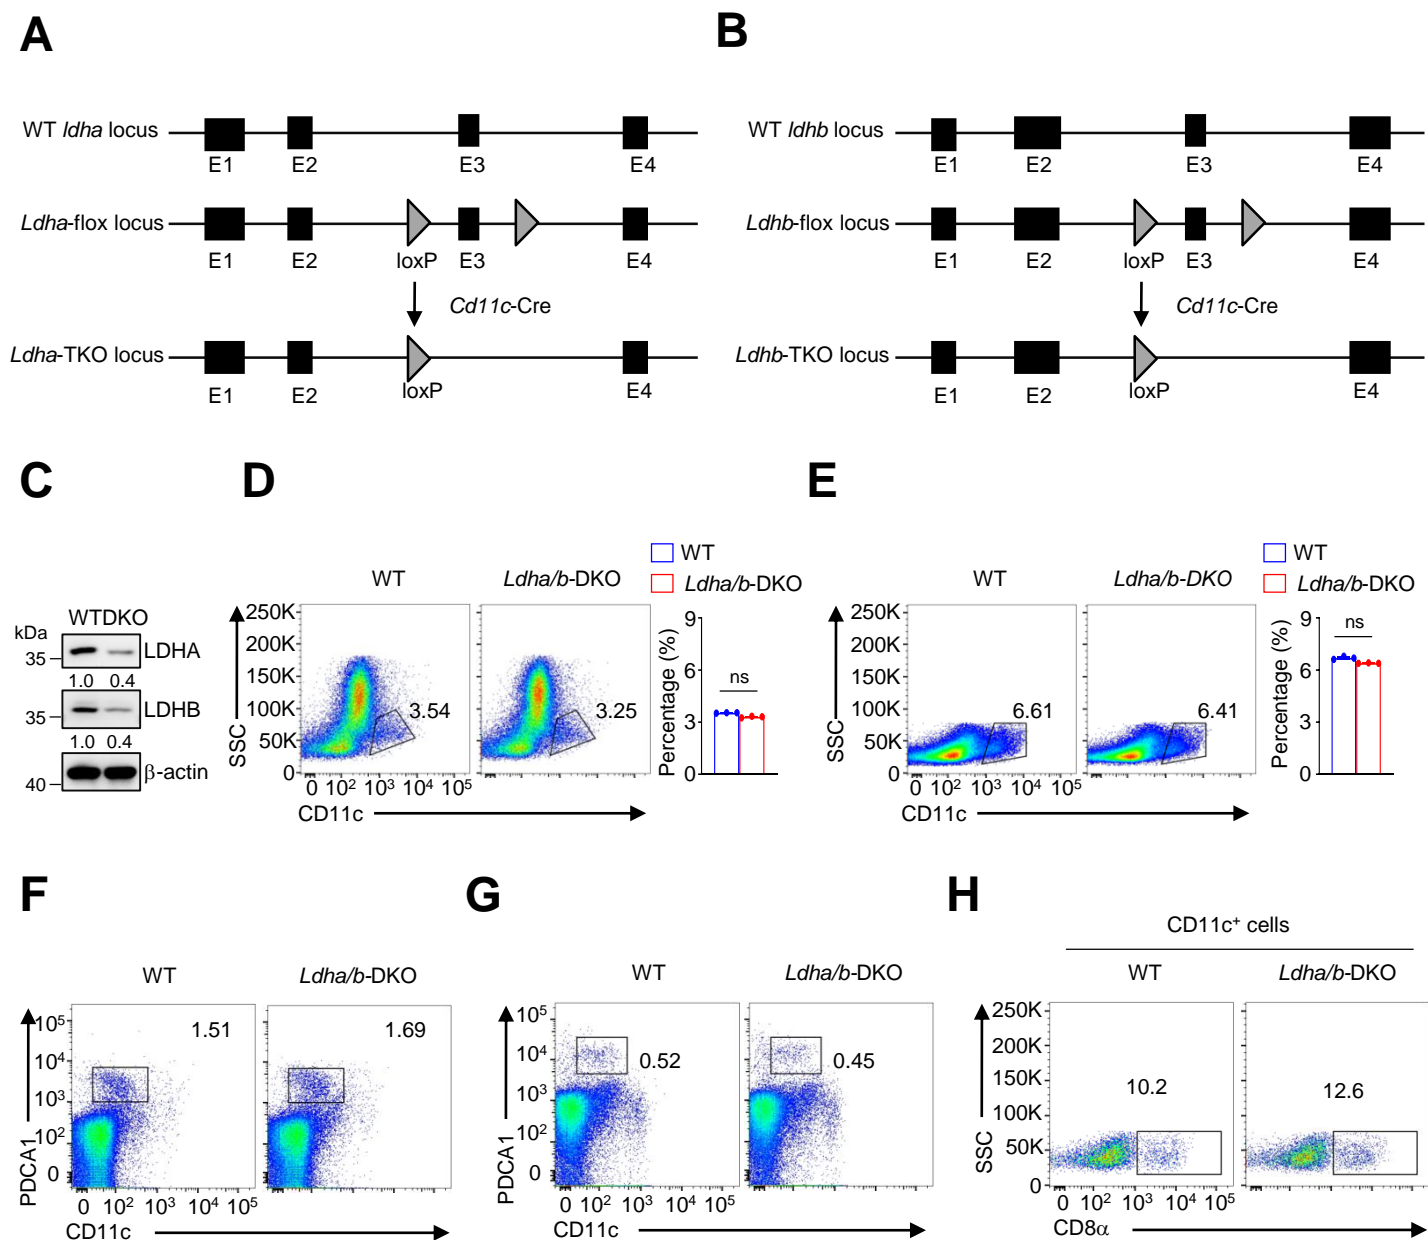 A
WT ldha locus
E1 E2 E3 E4
Ldha-flox locus
E1 E2 loxP E3 E4
Cd11c-Cre
Ldha-TKO locus
E1 E2 loxP E4
B
WT ldhb locus
E1 E2 E3 E4
Ldhb-flox locus
E1 E2 loxP E3 E4
Cd11c-Cre
Ldhb-TKO locus
E1 E2 loxP E4
C
WTDKO
kDa
35 LDHA
1.0 0.4
35 LDHB
1.0 0.4
40 β-actin
D
WT
Ldha/b-DKO
WT Ldha/b-DKO
SSC
250K
200K
150K
100K
50K
0
3.54 3.25
0 10² 10³ 10⁴ 10⁵
CD11c
Percentage (%)
9
6
3
0
ns
E
WT
Ldha/b-DKO
WT Ldha/b-DKO
SSC
250K
200K
150K
100K
50K
0
6.61 6.41
0 10² 10³ 10⁴ 10⁵
CD11c
Percentage (%)
9
6
3
0
ns
F
WT Ldha/b-DKO
PDCA1
10⁵
10⁴
10³
10²
0
1.51 1.69
0 10² 10³ 10⁴ 10⁵
CD11c
G
WT Ldha/b-DKO
PDCA1
10⁵
10⁴
10³
10²
0
0.52 0.45
0 10² 10³ 10⁴ 10⁵
CD11c
H
CD11c⁺ cells
WT Ldha/b-DKO
SSC
250K
200K
150K
100K
50K
0
10.2 12.6
0 10² 10³ 10⁴ 10⁵
CD8α